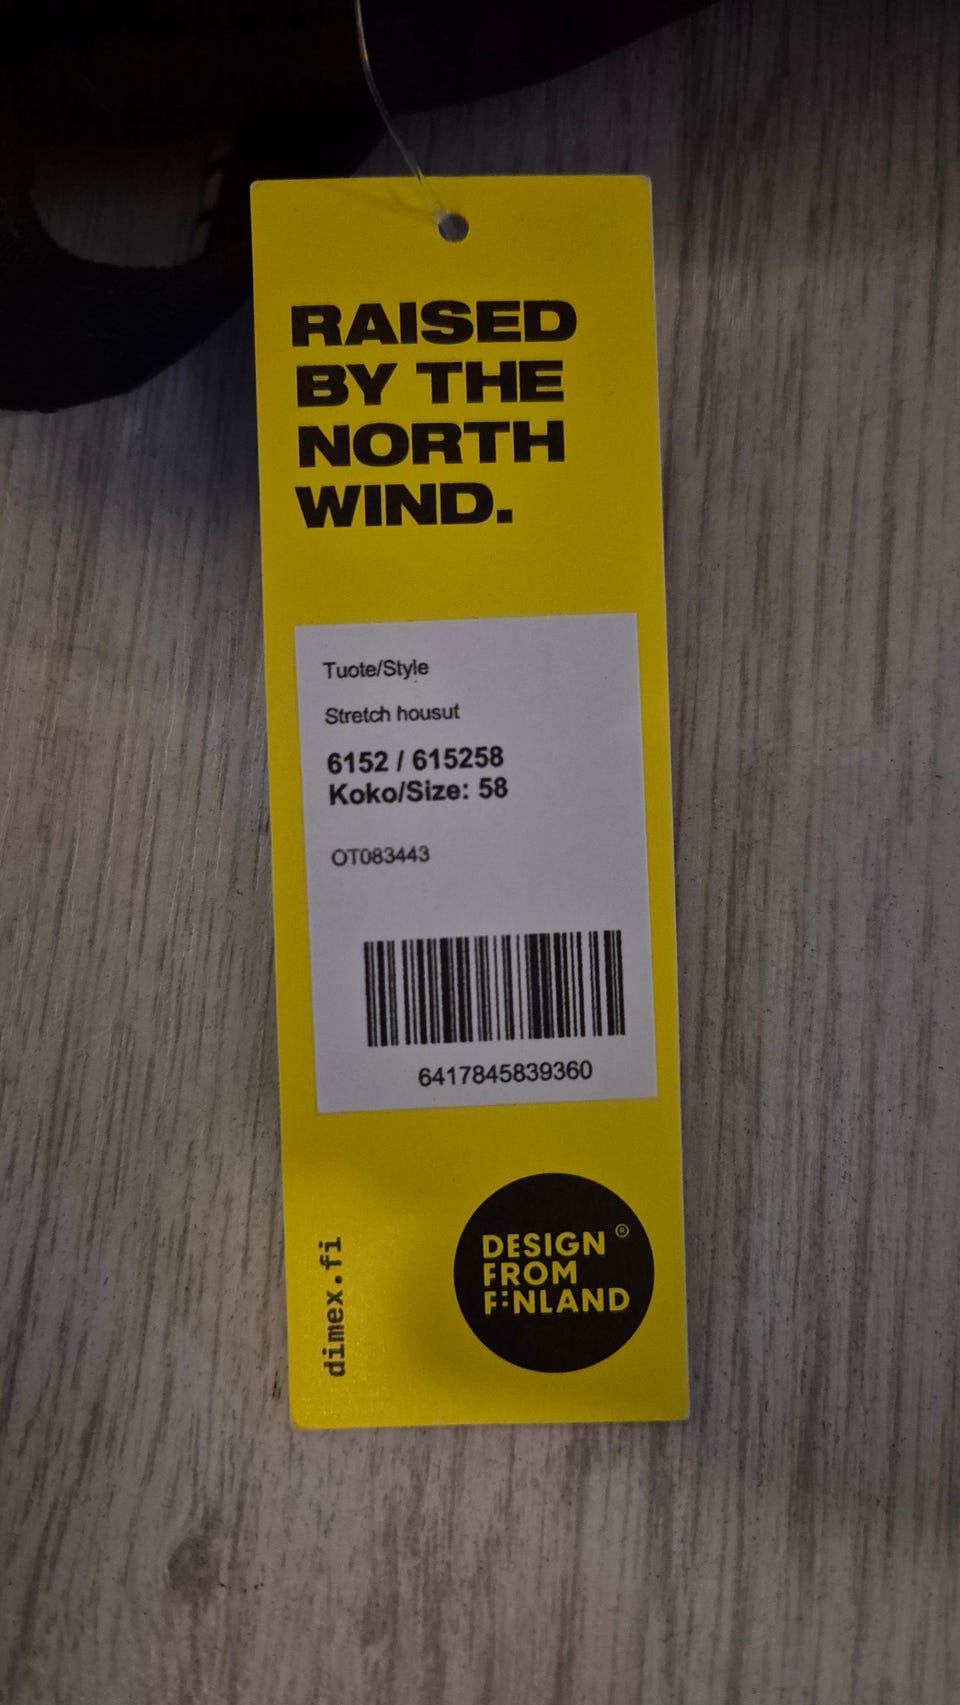 RAISED
BY THE
NORTH
WIND.
Tuote/Style
Stretch housut
6152 / 615258
Koko/Size: 58
OT083443
6417845839360
dimex.fi
DESIGN ®
FROM
FINLAND